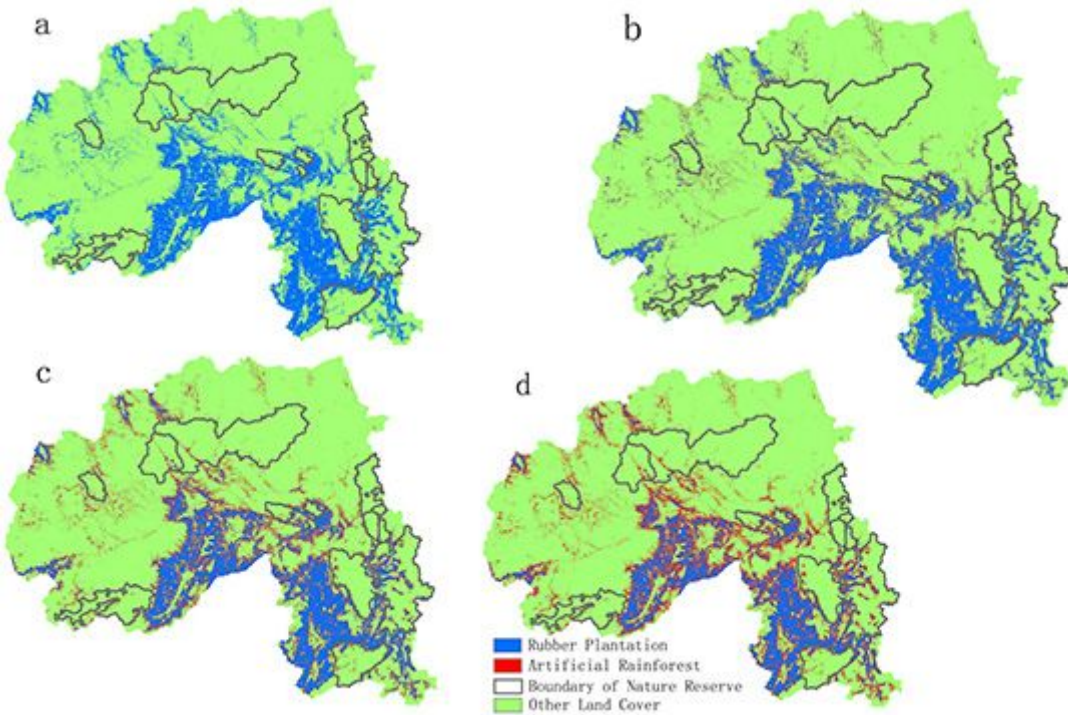 a
b
c
d
Rubber Plantation
Artificial Rainforest
Boundary of Nature Reserve
Other Land Cover